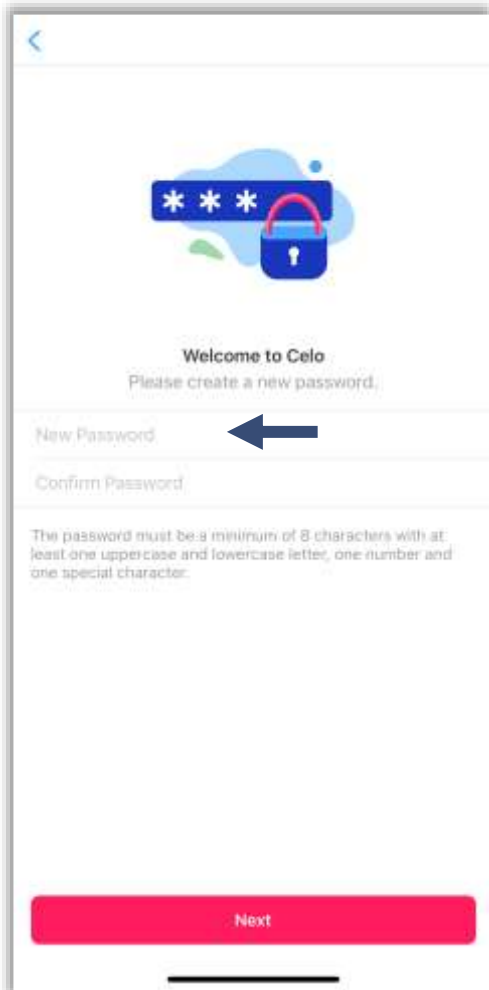 * * *
Welcome to Celo
Please create a new password.
New Password
Confirm Password
The password must be a minimum of 8 characters with at
least one uppercase and lowercase letter, one number and
one special character.
Next